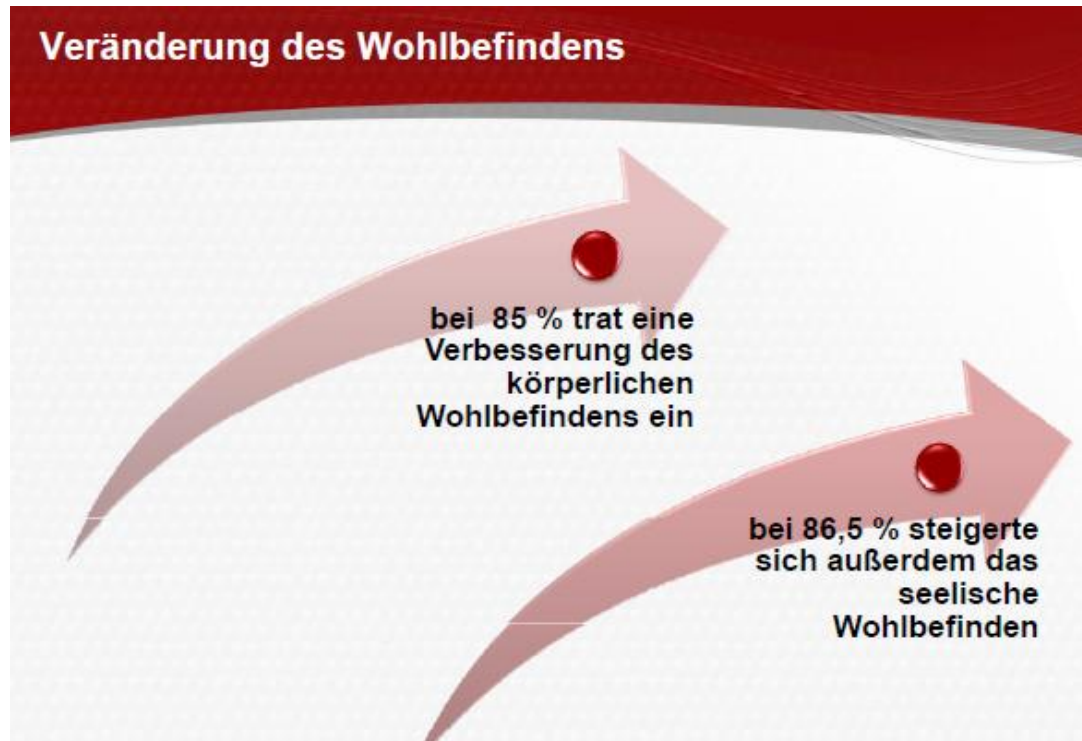 Veränderung des Wohlbefindens
bei 85 % trat eine
Verbesserung des
körperlichen
Wohlbefindens ein
bei 86,5 % steigerte
sich außerdem das
seelische
Wohlbefinden